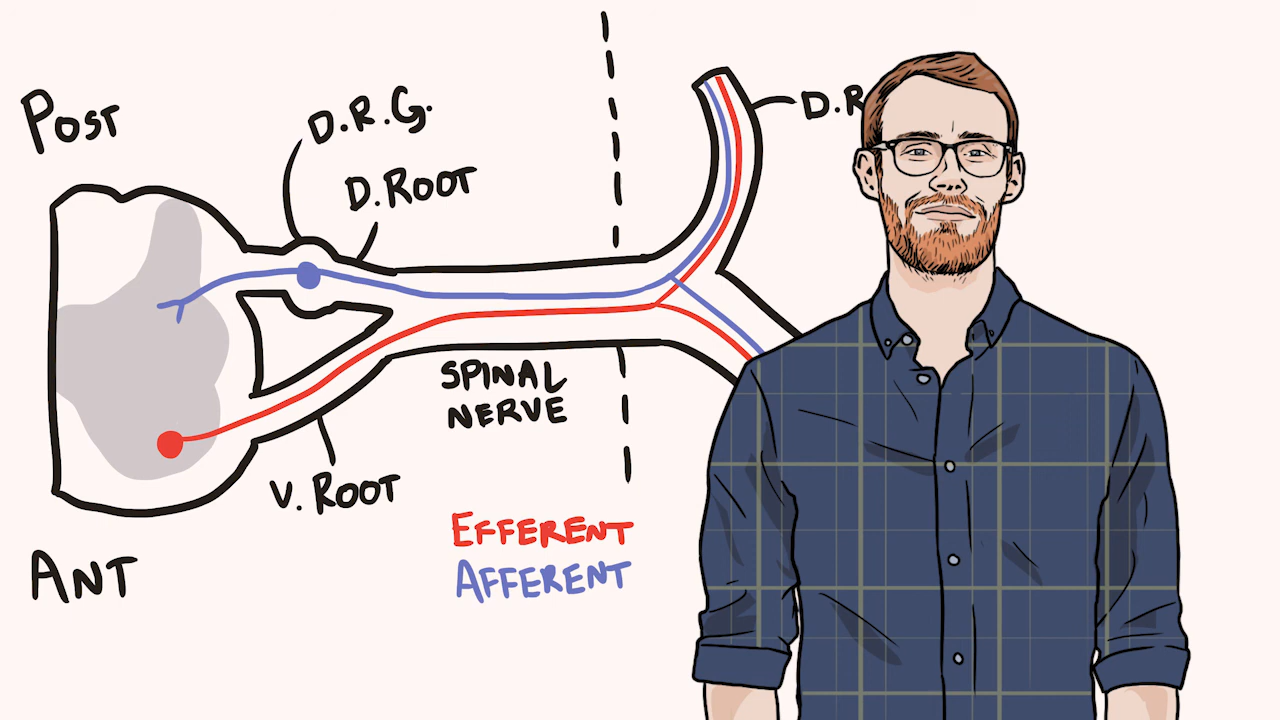 Post
D.R.G.
D. Root
D.R
Spinal
Nerve
V. Root
Efferent
Afferent
Ant